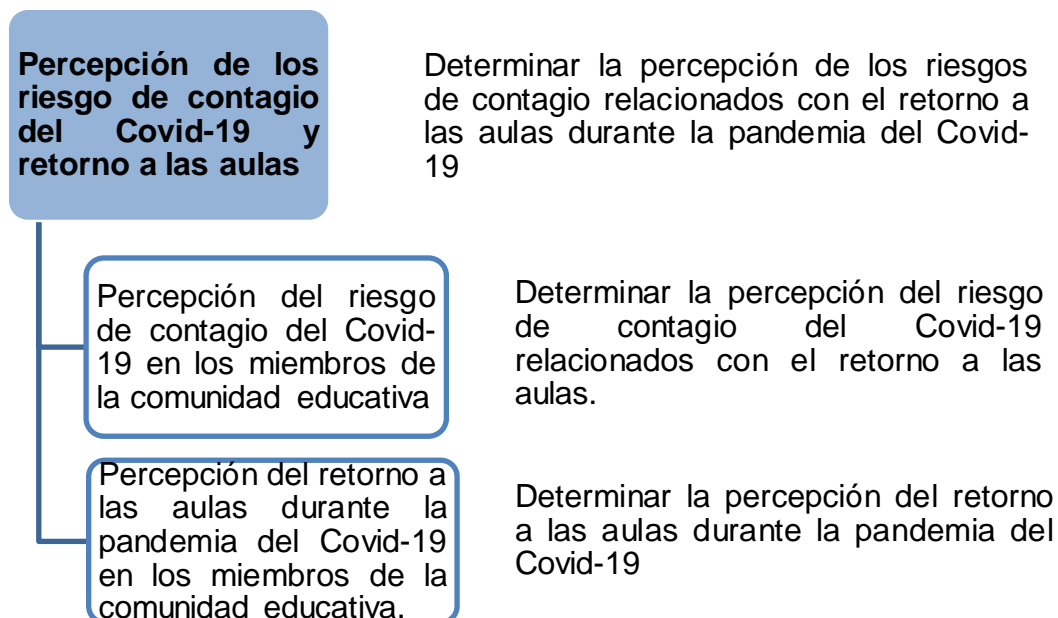 Percepción de los
riesgo de contagio
del Covid-19 y
retorno a las aulas
Determinar la percepción de los riesgos
de contagio relacionados con el retorno a
las aulas durante la pandemia del Covid-
19
Percepción del riesgo
de contagio del Covid-
19 en los miembros de
la comunidad educativa
Determinar la percepción del riesgo
de contagio del Covid-19
relacionados con el retorno a las
aulas.
Percepción del retorno a
las aulas durante la
pandemia del Covid-19
en los miembros de la
comunidad educativa.
Determinar la percepción del retorno
a las aulas durante la pandemia del
Covid-19